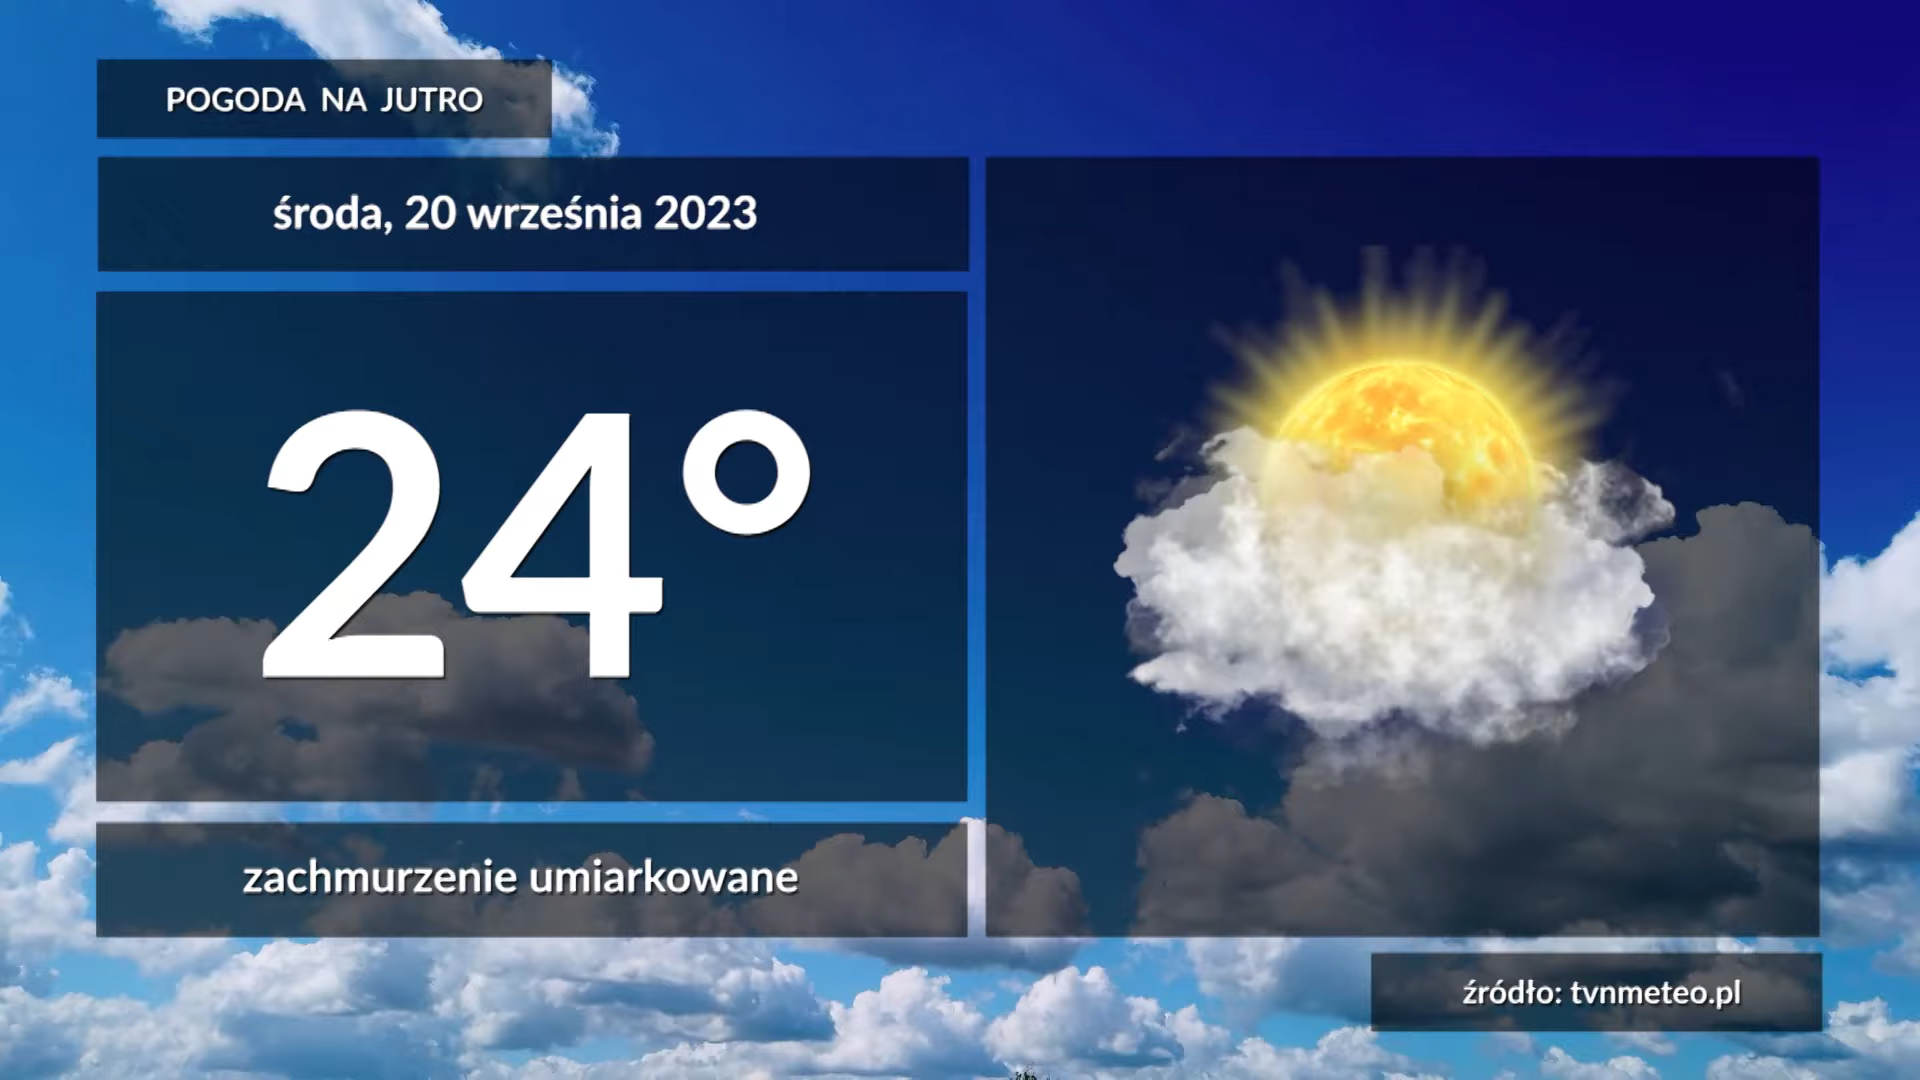 POGODA NA JUTRO
środa, 20 września 2023
24°
zachmurzenie umiarkowane
źródło: tvnmeteo.pl